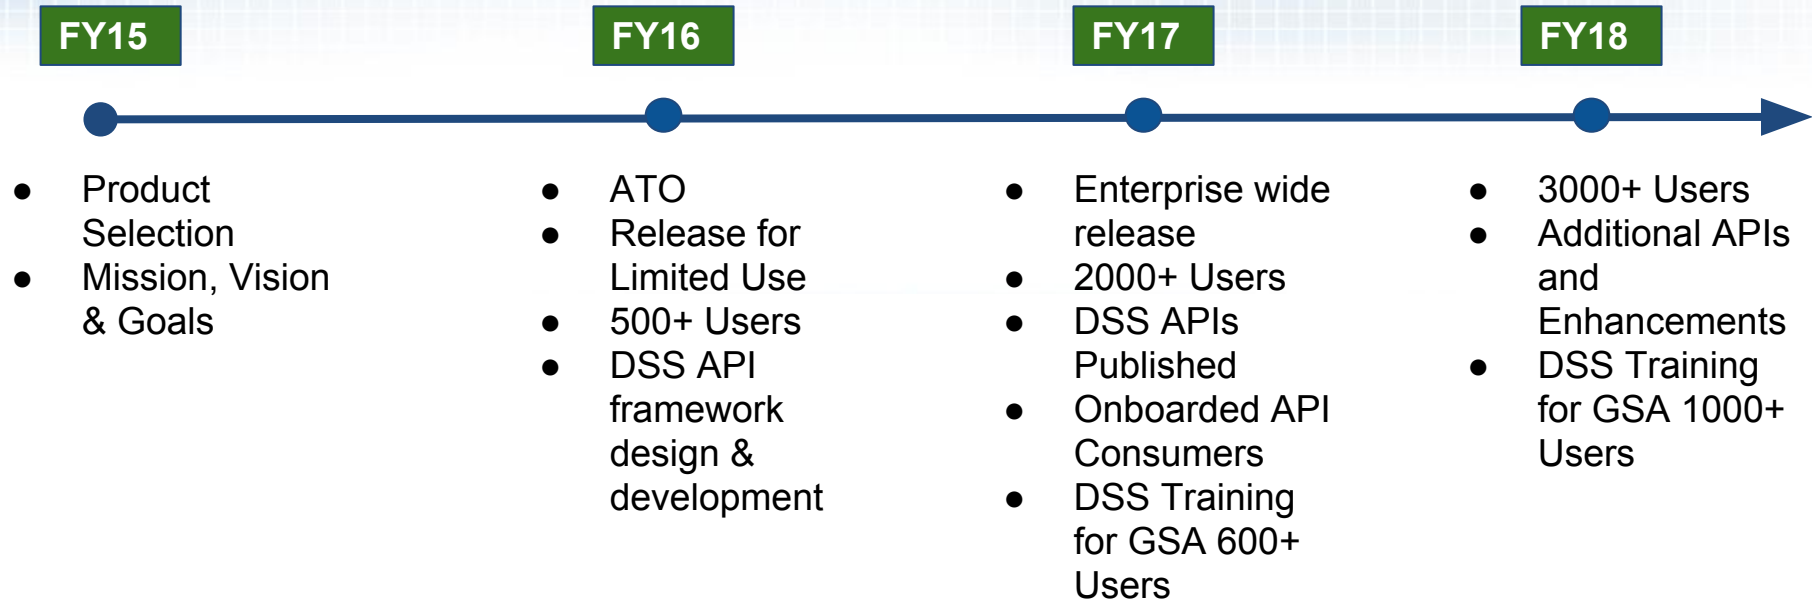 FY15
● Product
Selection
● Mission, Vision
& Goals
FY16
● ATO
● Release for
Limited Use
● 500+ Users
● DSS API
framework
design &
development
FY17
● Enterprise wide
release
● 2000+ Users
● DSS APIs
Published
● Onboarded API
Consumers
● DSS Training
for GSA 600+
Users
FY18
● 3000+ Users
● Additional APIs
and
Enhancements
● DSS Training
for GSA 1000+
Users